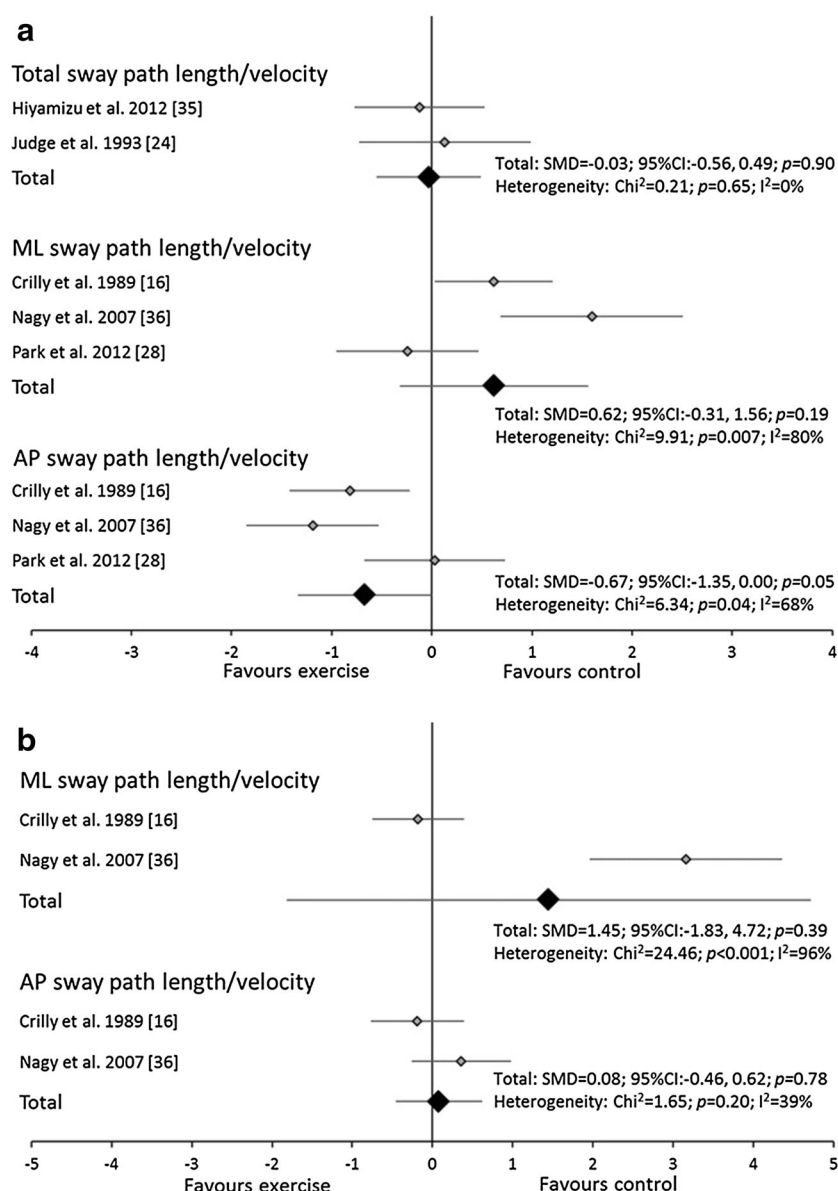 a
Total sway path length/velocity
Hiyamizu et al. 2012 [35]
Judge et al. 1993 [24]
Total
Total: SMD=-0.03; 95%CI:-0.56, 0.49; p=0.90
Heterogeneity: Chi²=0.21; p=0.65; I²=0%
ML sway path length/velocity
Crilly et al. 1989 [16]
Nagy et al. 2007 [36]
Park et al. 2012 [28]
Total
Total: SMD=0.62; 95%CI:-0.31, 1.56; p=0.19
Heterogeneity: Chi²=9.91; p=0.007; I²=80%
AP sway path length/velocity
Crilly et al. 1989 [16]
Nagy et al. 2007 [36]
Park et al. 2012 [28]
Total
Total: SMD=-0.67; 95%CI:-1.35, 0.00; p=0.05
Heterogeneity: Chi²=6.34; p=0.04; I²=68%
-4 -3 -2 -1 0 1 2 3 4
Favours exercise Favours control
b
ML sway path length/velocity
Crilly et al. 1989 [16]
Nagy et al. 2007 [36]
Total
Total: SMD=1.45; 95%CI:-1.83, 4.72; p=0.39
Heterogeneity: Chi²=24.46; p<0.001; I²=96%
AP sway path length/velocity
Crilly et al. 1989 [16]
Nagy et al. 2007 [36]
Total
Total: SMD=0.08; 95%CI:-0.46, 0.62; p=0.78
Heterogeneity: Chi²=1.65; p=0.20; I²=39%
-5 -4 -3 -2 -1 0 1 2 3 4 5
Favours exercise Favours control